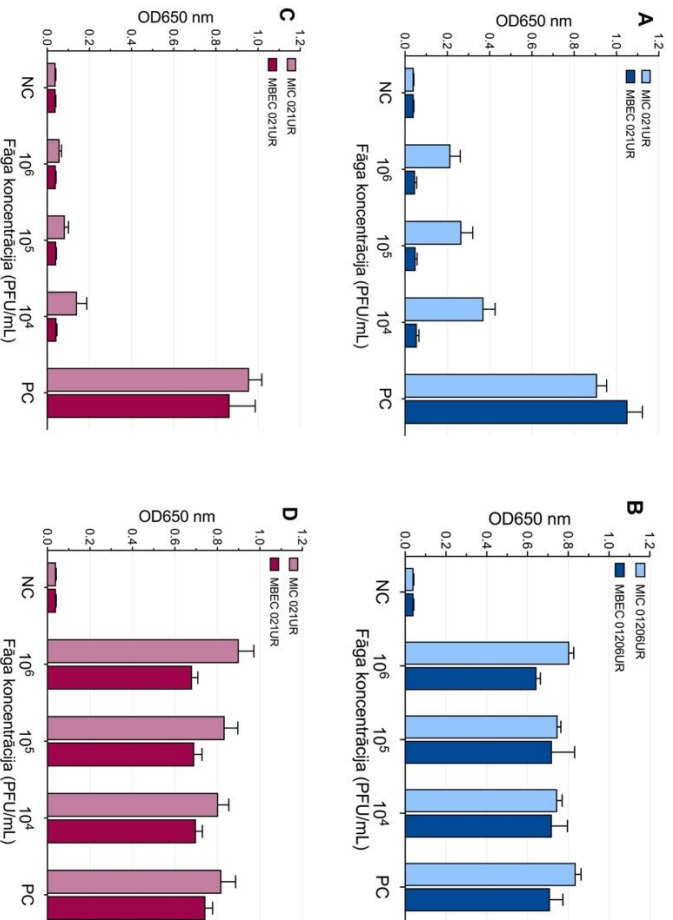 A
OD650 nm
1.2
1.0
0.8
0.6
0.4
0.2
0.0
MIC 021UR
MBEC 021UR
NC
10⁶
10⁵
10⁴
PC
Fāga koncentrācija (PFU/mL)
B
OD650 nm
1.2
1.0
0.8
0.6
0.4
0.2
0.0
MIC 01206UR
MBEC 01206UR
NC
10⁶
10⁵
10⁴
PC
Fāga koncentrācija (PFU/mL)
C
OD650 nm
1.2
1.0
0.8
0.6
0.4
0.2
0.0
MIC 021UR
MBEC 021UR
NC
10⁶
10⁵
10⁴
PC
Fāga koncentrācija (PFU/mL)
D
OD650 nm
1.2
1.0
0.8
0.6
0.4
0.2
0.0
MIC 021UR
MBEC 021UR
NC
10⁶
10⁵
10⁴
PC
Fāga koncentrācija (PFU/mL)